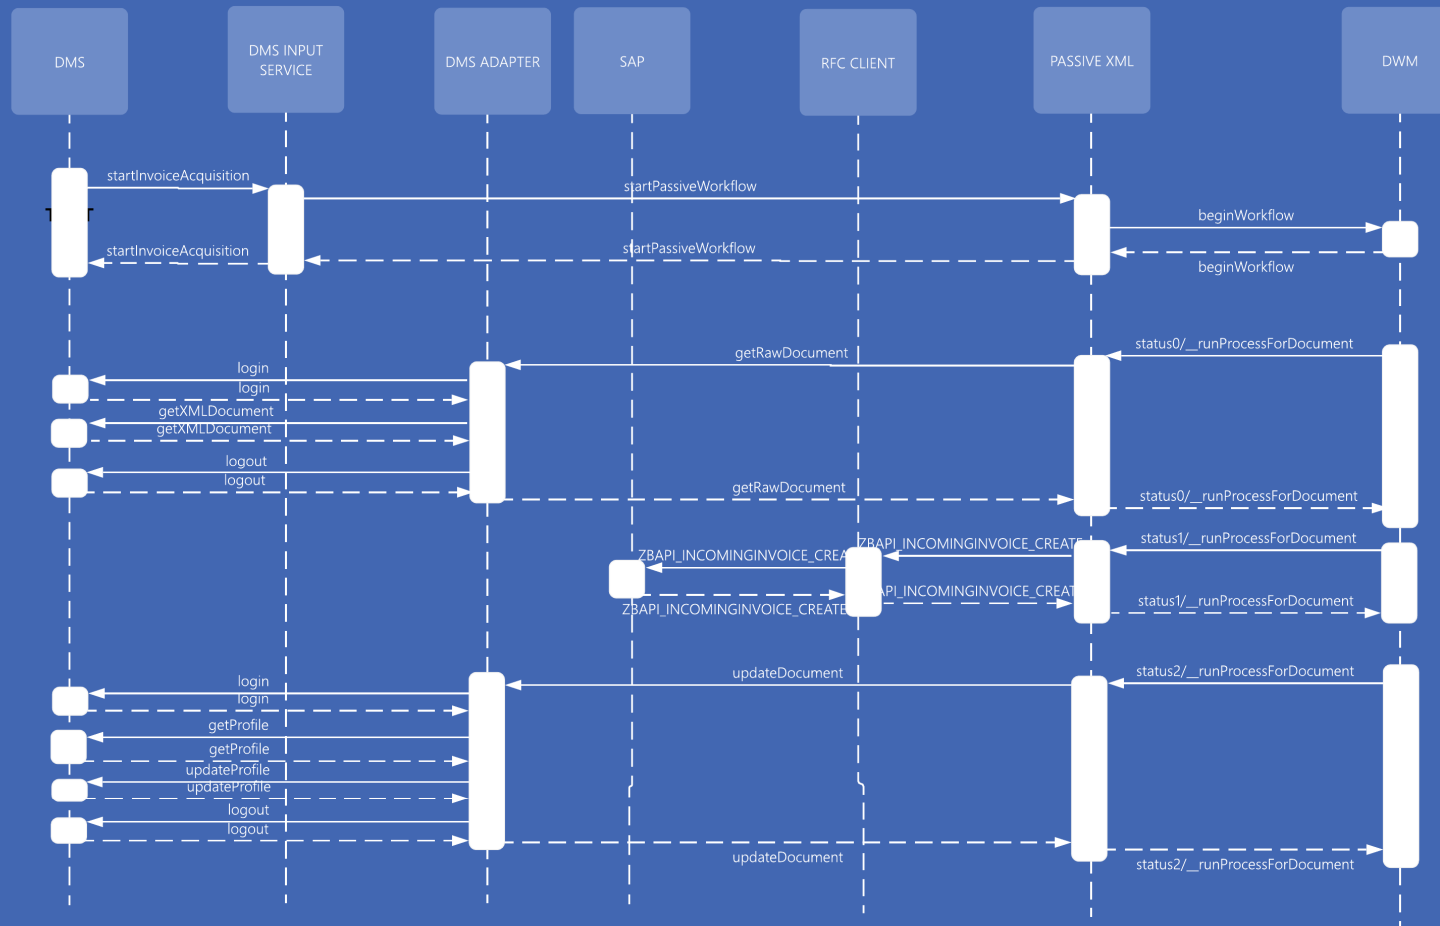 DMS
DMS INPUT
SERVICE
DMS ADAPTER
SAP
RFC CLIENT
PASSIVE XML
DWM
startInvoiceAcquisition
startPassiveWorkflow
beginWorkflow
startInvoiceAcquisition
startPassiveWorkflow
beginWorkflow
status0/__runProcessForDocument
getRawDocument
login
login
getXMLDocument
getXMLDocument
logout
logout
getRawDocument
status0/__runProcessForDocument
status1/__runProcessForDocument
ZBAPI_INCOMINGINVOICE_CREATE
ZBAPI_INCOMINGINVOICE_CREA
API_INCOMINGINVOICE_CREAT
ZBAPI_INCOMINGINVOICE_CREATE
status1/__runProcessForDocument
status2/__runProcessForDocument
updateDocument
login
login
getProfile
getProfile
updateProfile
updateProfile
logout
logout
updateDocument
status2/__runProcessForDocument